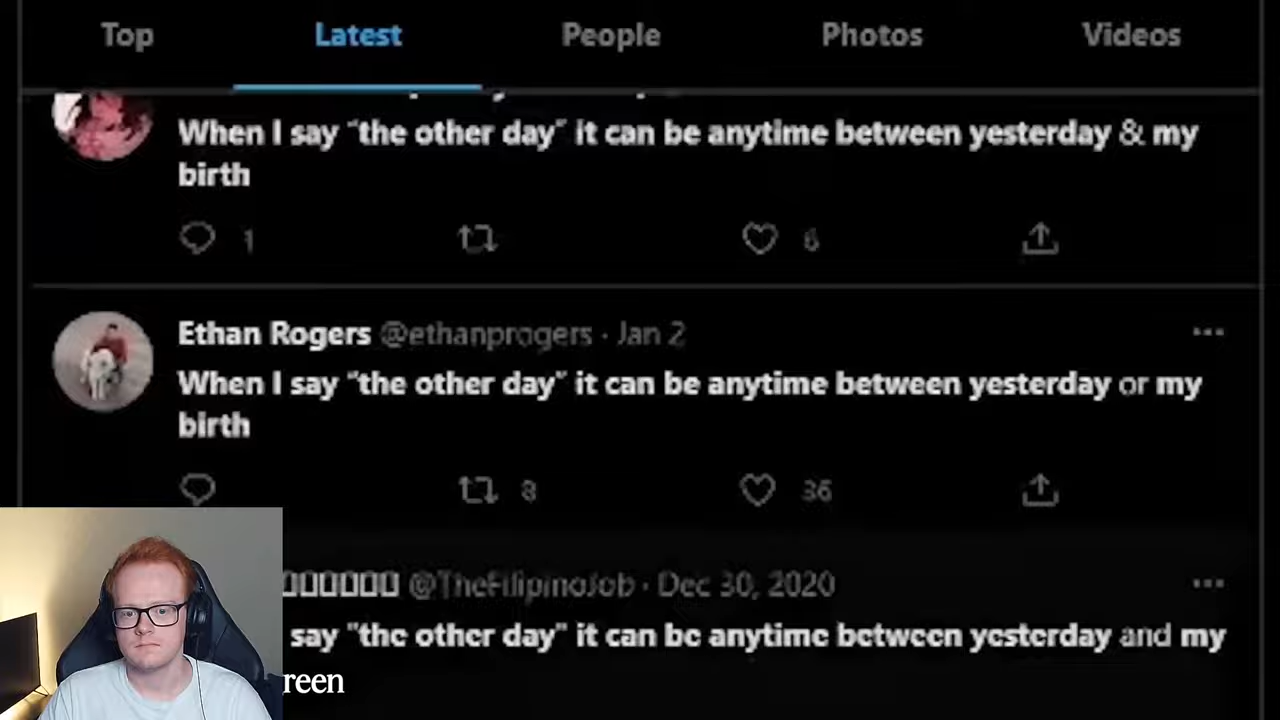 Top Latest People Photos Videos
When I say "the other day" it can be anytime between yesterday & my
birth
1 6
Ethan Rogers @ethanprogers · Jan 2
When I say "the other day" it can be anytime between yesterday or my
birth
8 36
@TheFilipinoJob · Dec 30, 2020
say "the other day" it can be anytime between yesterday and my
reen